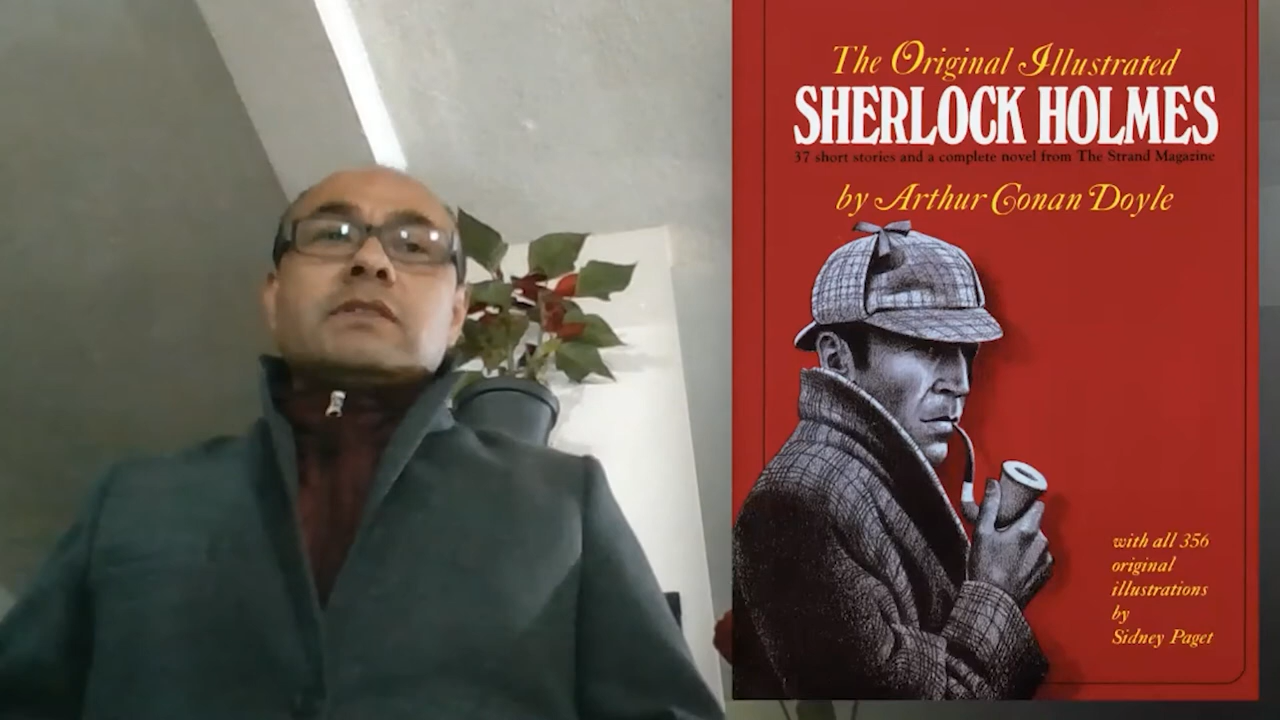 The Original Illustrated
SHERLOCK HOLMES
37 short stories and a complete novel from The Strand Magazine
by Arthur Conan Doyle
with all 356
original
illustrations
by
Sidney Paget